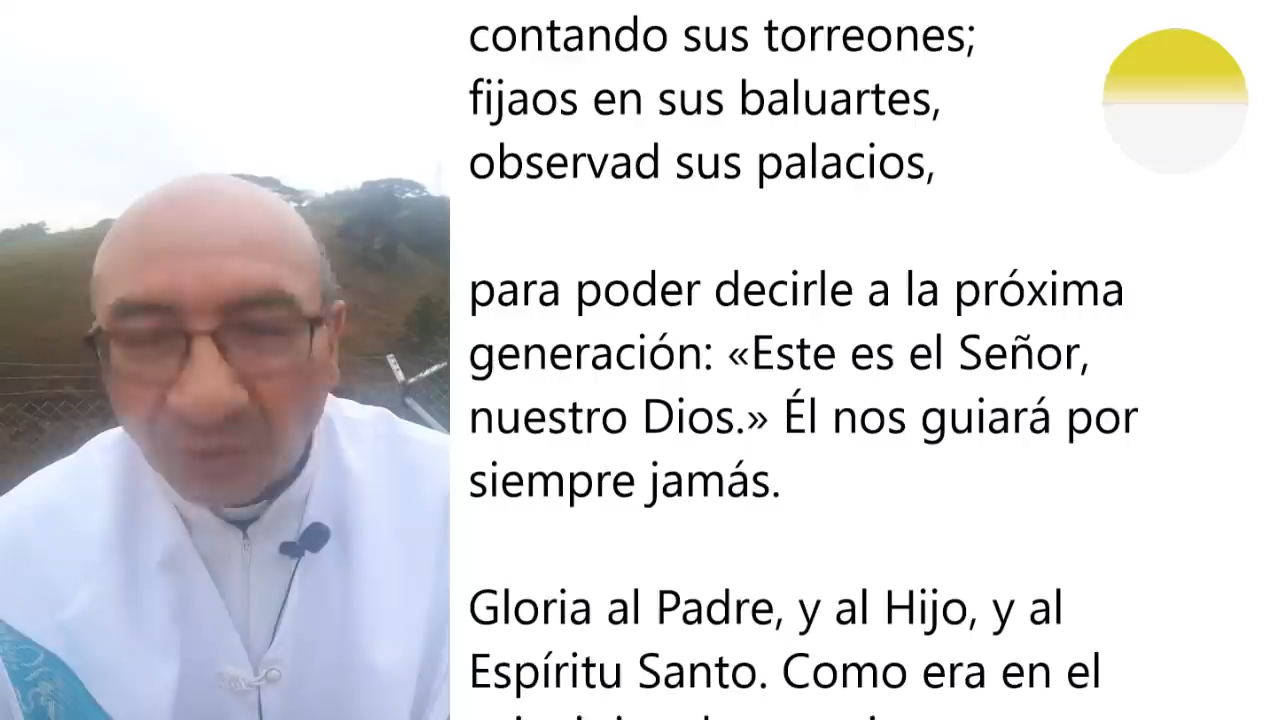 contando sus torreones;
fijaos en sus baluartes,
observad sus palacios,
para poder decirle a la próxima
generación: «Este es el Señor,
nuestro Dios.» Él nos guiará por
siempre jamás.
Gloria al Padre, y al Hijo, y al
Espíritu Santo. Como era en el